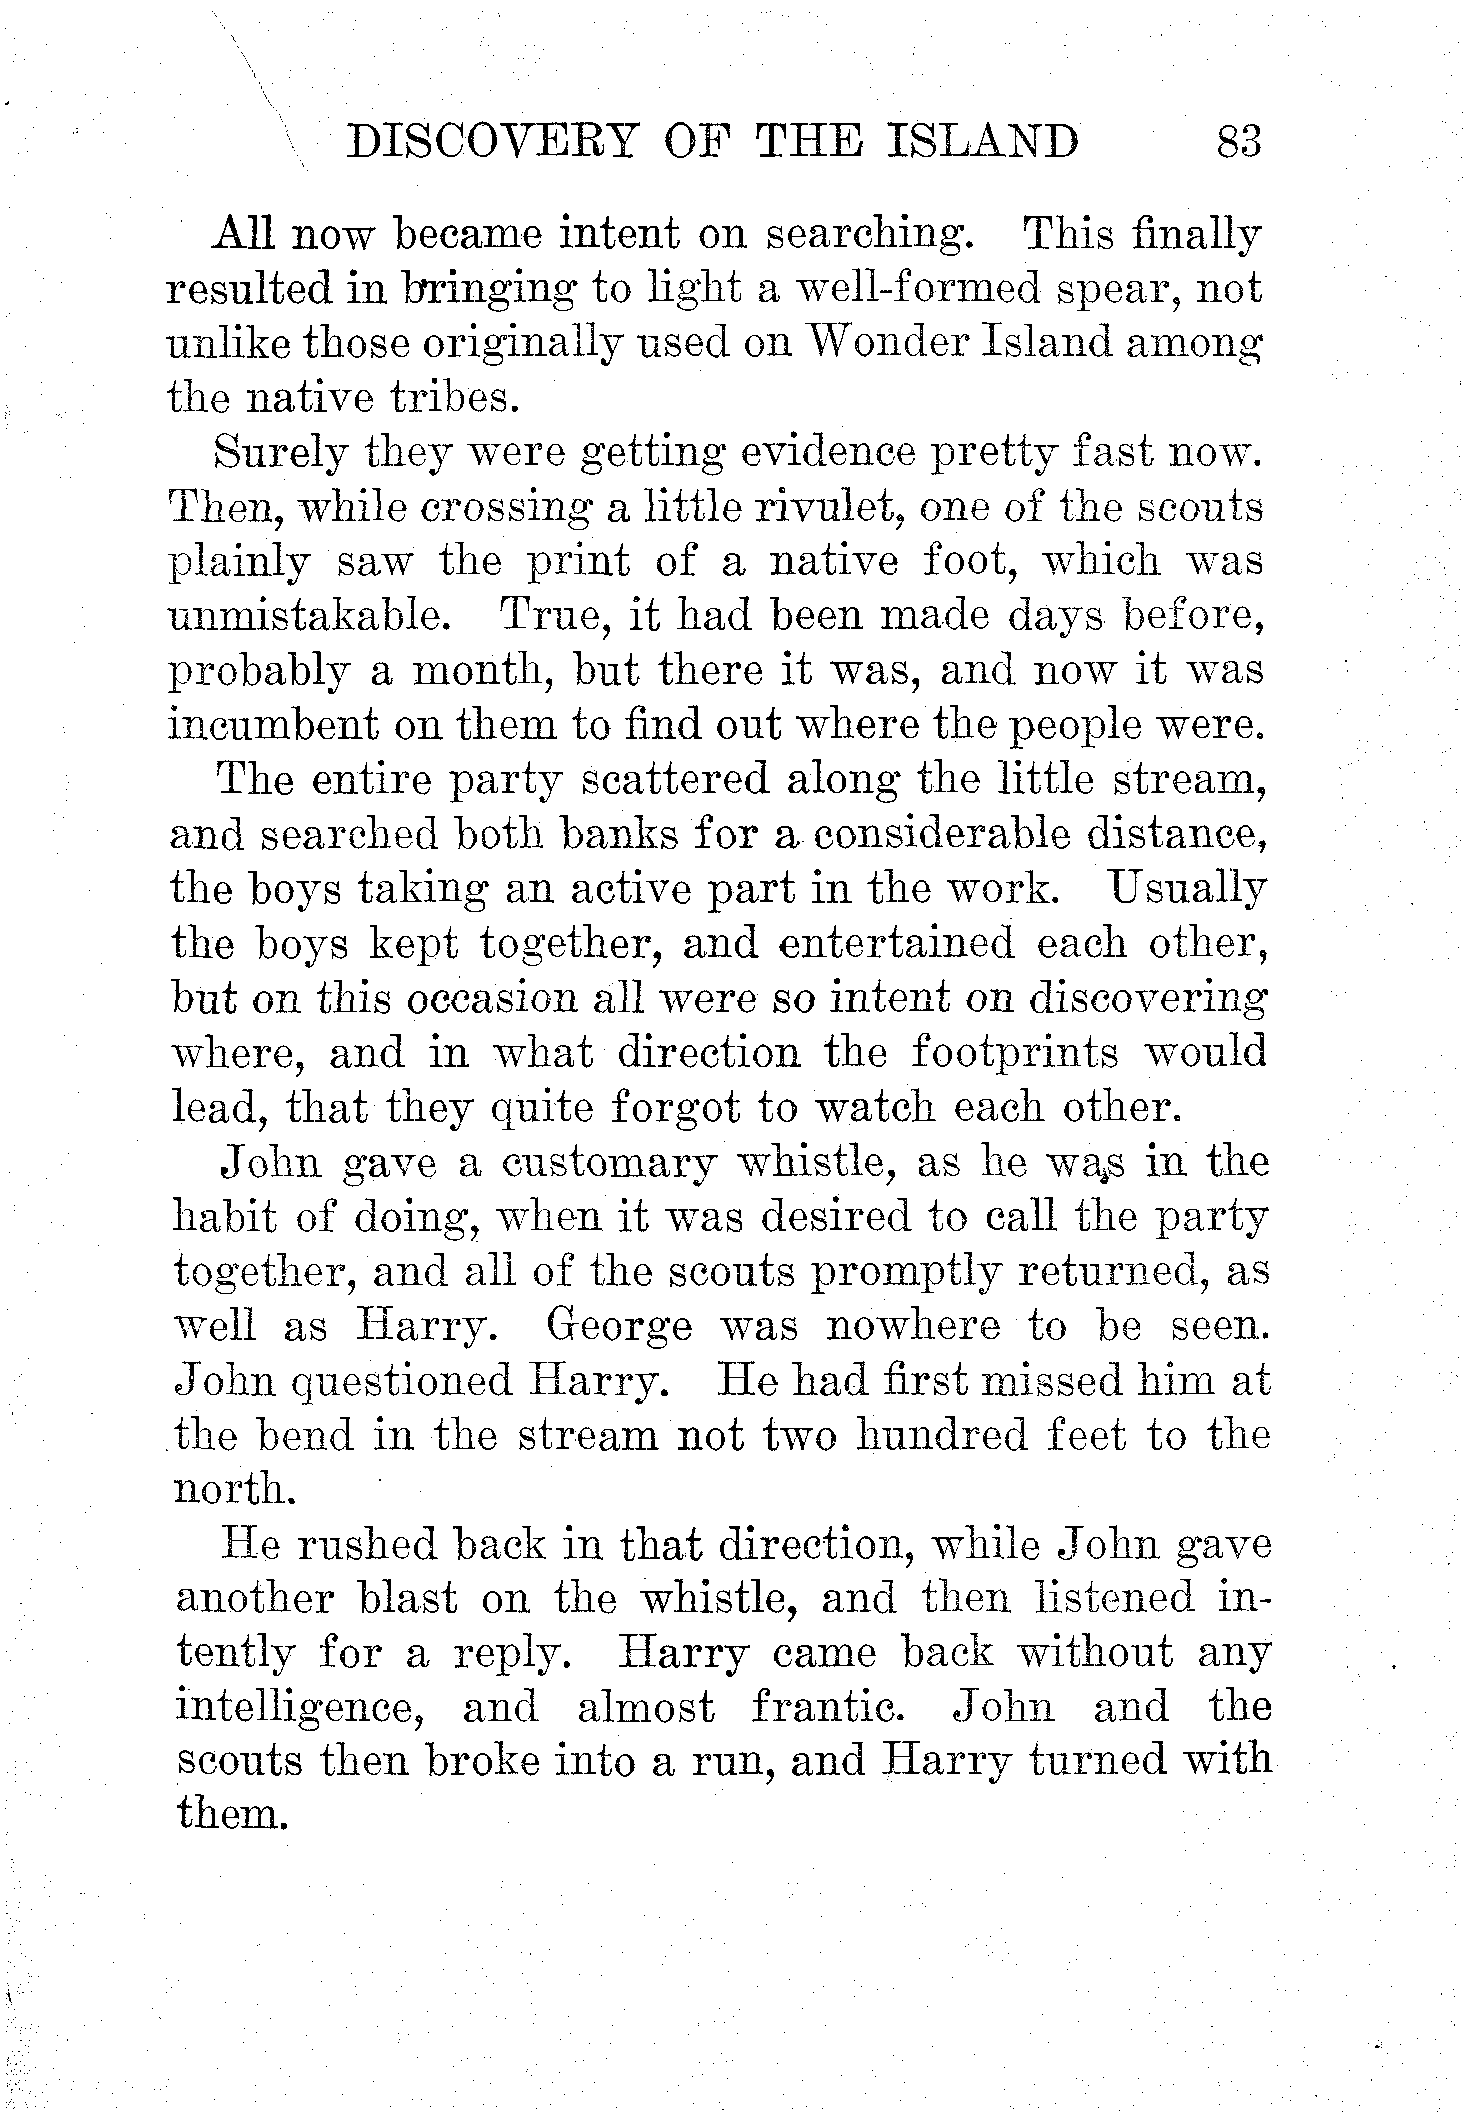 DISCOVERY OF THE ISLAND 83
All now became intent on searching. This finally
resulted in bringing to light a well-formed spear, not
unlike those originally used on Wonder Island among
the native tribes.
Surely they were getting evidence pretty fast now.
Then, while crossing a little rivulet, one of the scouts
plainly saw the print of a native foot, which was
unmistakable. True, it had been made days before,
probably a month, but there it was, and now it was
incumbent on them to find out where the people were.
The entire party scattered along the little stream,
and searched both banks for a considerable distance,
the boys taking an active part in the work. Usually
the boys kept together, and entertained each other,
but on this occasion all were so intent on discovering
where, and in what direction the footprints would
lead, that they quite forgot to watch each other.
John gave a customary whistle, as he was in the
habit of doing, when it was desired to call the party
together, and all of the scouts promptly returned, as
well as Harry. George was nowhere to be seen.
John questioned Harry. He had first missed him at
the bend in the stream not two hundred feet to the
north.
He rushed back in that direction, while John gave
another blast on the whistle, and then listened in-
tently for a reply. Harry came back without any
intelligence, and almost frantic. John and the
scouts then broke into a run, and Harry turned with
them.